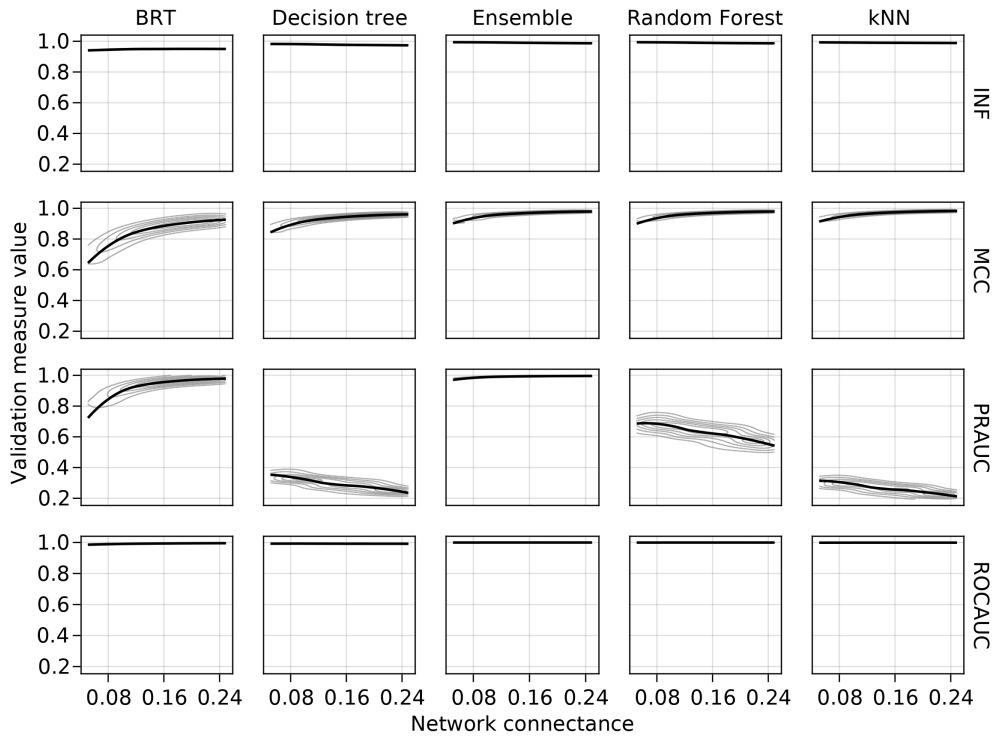 BRT Decision tree Ensemble Random Forest kNN
1.0
0.8
0.6
0.4
0.2
INF
1.0
0.8
0.6
0.4
0.2
MCC
1.0
0.8
0.6
0.4
0.2
PRAUC
1.0
0.8
0.6
0.4
0.2
ROCAUC
Validation measure value
0.08 0.16 0.24 0.08 0.16 0.24 0.08 0.16 0.24 0.08 0.16 0.24 0.08 0.16 0.24
Network connectance